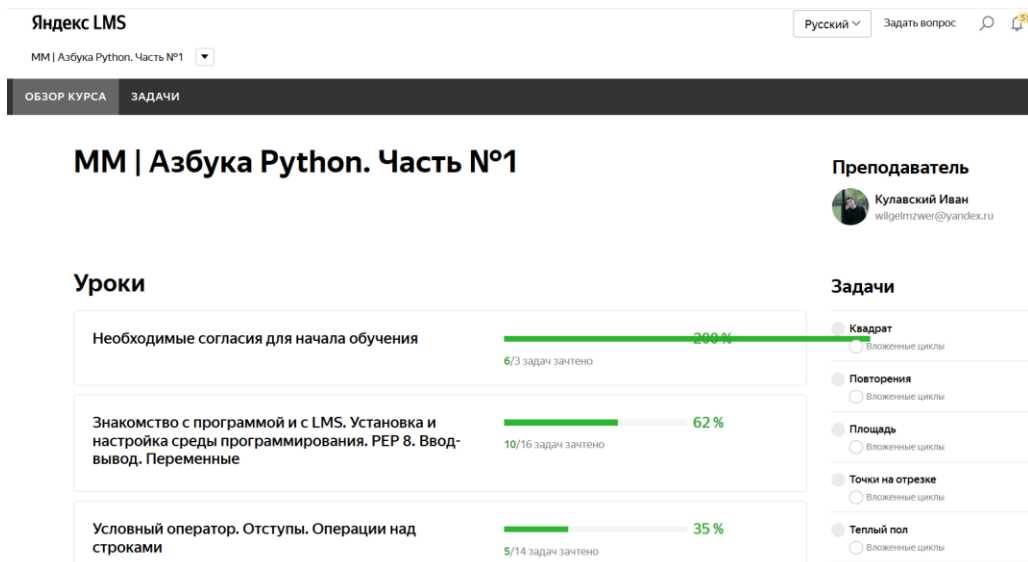 Яндекс LMS
Русский
Задать вопрос
ММ | Азбука Python. Часть №1
ОБЗОР КУРСА
ЗАДАЧИ
ММ | Азбука Python. Часть №1
Преподаватель
Кулавский Иван
wilgelmzwer@yandex.ru
Уроки
Необходимые согласия для начала обучения
200 %
6/3 задач зачтено
Знакомство с программой и с LMS. Установка и
настройка среды программирования. PEP 8. Ввод-
вывод. Переменные
62 %
10/16 задач зачтено
Условный оператор. Отступы. Операции над
строками
35 %
5/14 задач зачтено
Задачи
Квадрат
Вложенные циклы
Повторения
Вложенные циклы
Площадь
Вложенные циклы
Точки на отрезке
Вложенные циклы
Теплый пол
Вложенные циклы